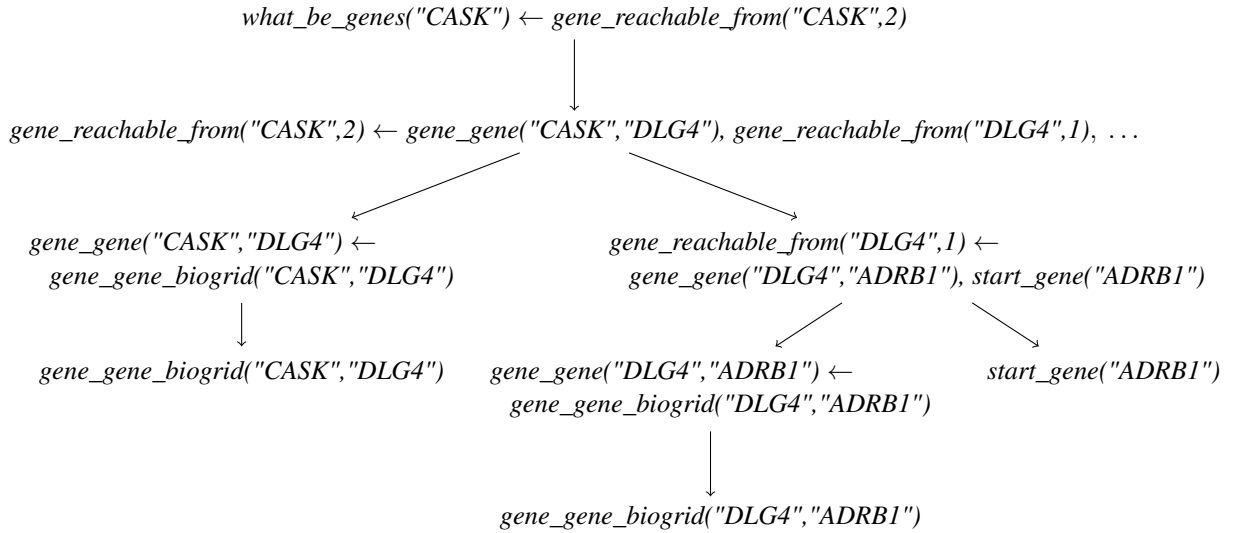 what_be_genes("CASK") ← gene_reachable_from("CASK",2)
gene_reachable_from("CASK",2) ← gene_gene("CASK","DLG4"), gene_reachable_from("DLG4",1), ...
gene_gene("CASK","DLG4") ←
gene_gene_biogrid("CASK","DLG4")
gene_reachable_from("DLG4",1) ←
gene_gene("DLG4","ADRB1"), start_gene("ADRB1")
gene_gene_biogrid("CASK","DLG4")
gene_gene("DLG4","ADRB1") ←
gene_gene_biogrid("DLG4","ADRB1")
start_gene("ADRB1")
gene_gene_biogrid("DLG4","ADRB1")